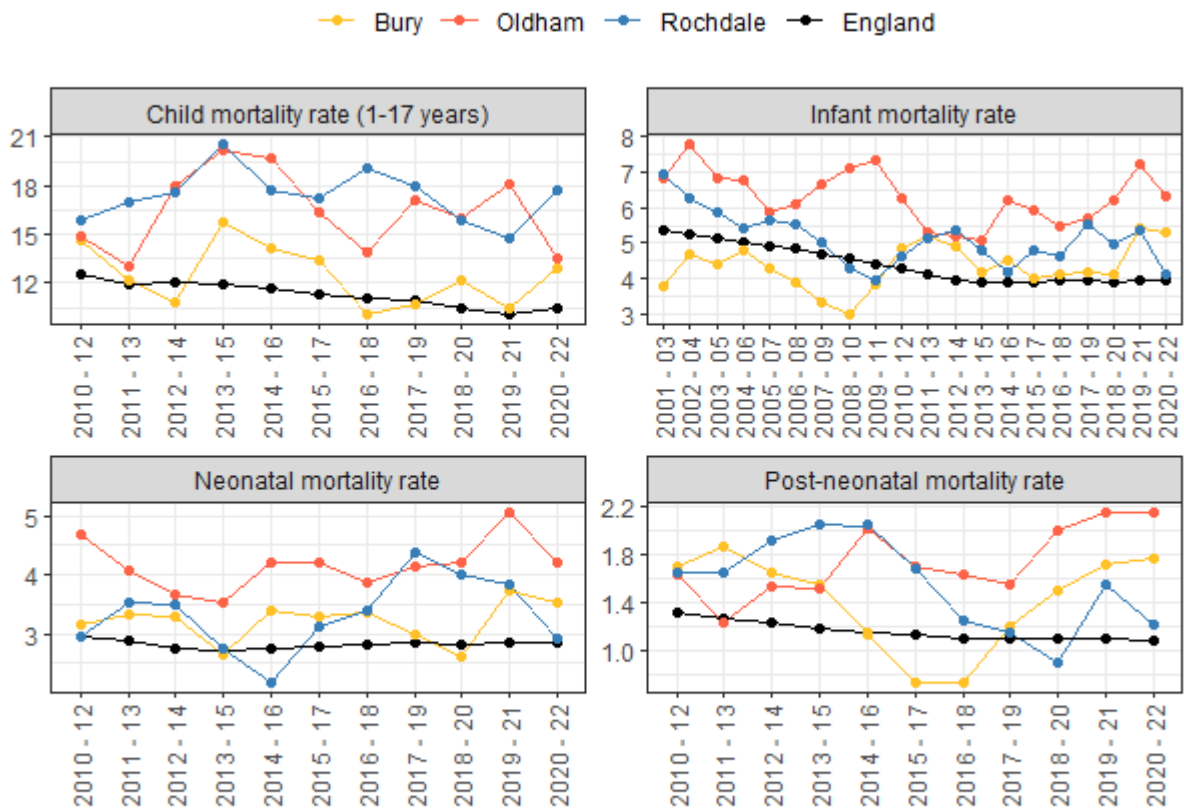 Bury Oldham Rochdale England
Child mortality rate (1-17 years)
21
18
15
12
2010 - 12
2011 - 13
2012 - 14
2013 - 15
2014 - 16
2015 - 17
2016 - 18
2017 - 19
2018 - 20
2019 - 21
2020 - 22
Infant mortality rate
8
7
6
5
4
3
2001 - 03
2002 - 04
2003 - 05
2004 - 06
2005 - 07
2006 - 08
2007 - 09
2008 - 10
2009 - 11
2010 - 12
2011 - 13
2012 - 14
2013 - 15
2014 - 16
2015 - 17
2016 - 18
2017 - 19
2018 - 20
2019 - 21
2020 - 22
Neonatal mortality rate
5
4
3
2010 - 12
2011 - 13
2012 - 14
2013 - 15
2014 - 16
2015 - 17
2016 - 18
2017 - 19
2018 - 20
2019 - 21
2020 - 22
Post-neonatal mortality rate
2.2
1.8
1.4
1.0
2010 - 12
2011 - 13
2012 - 14
2013 - 15
2014 - 16
2015 - 17
2016 - 18
2017 - 19
2018 - 20
2019 - 21
2020 - 22